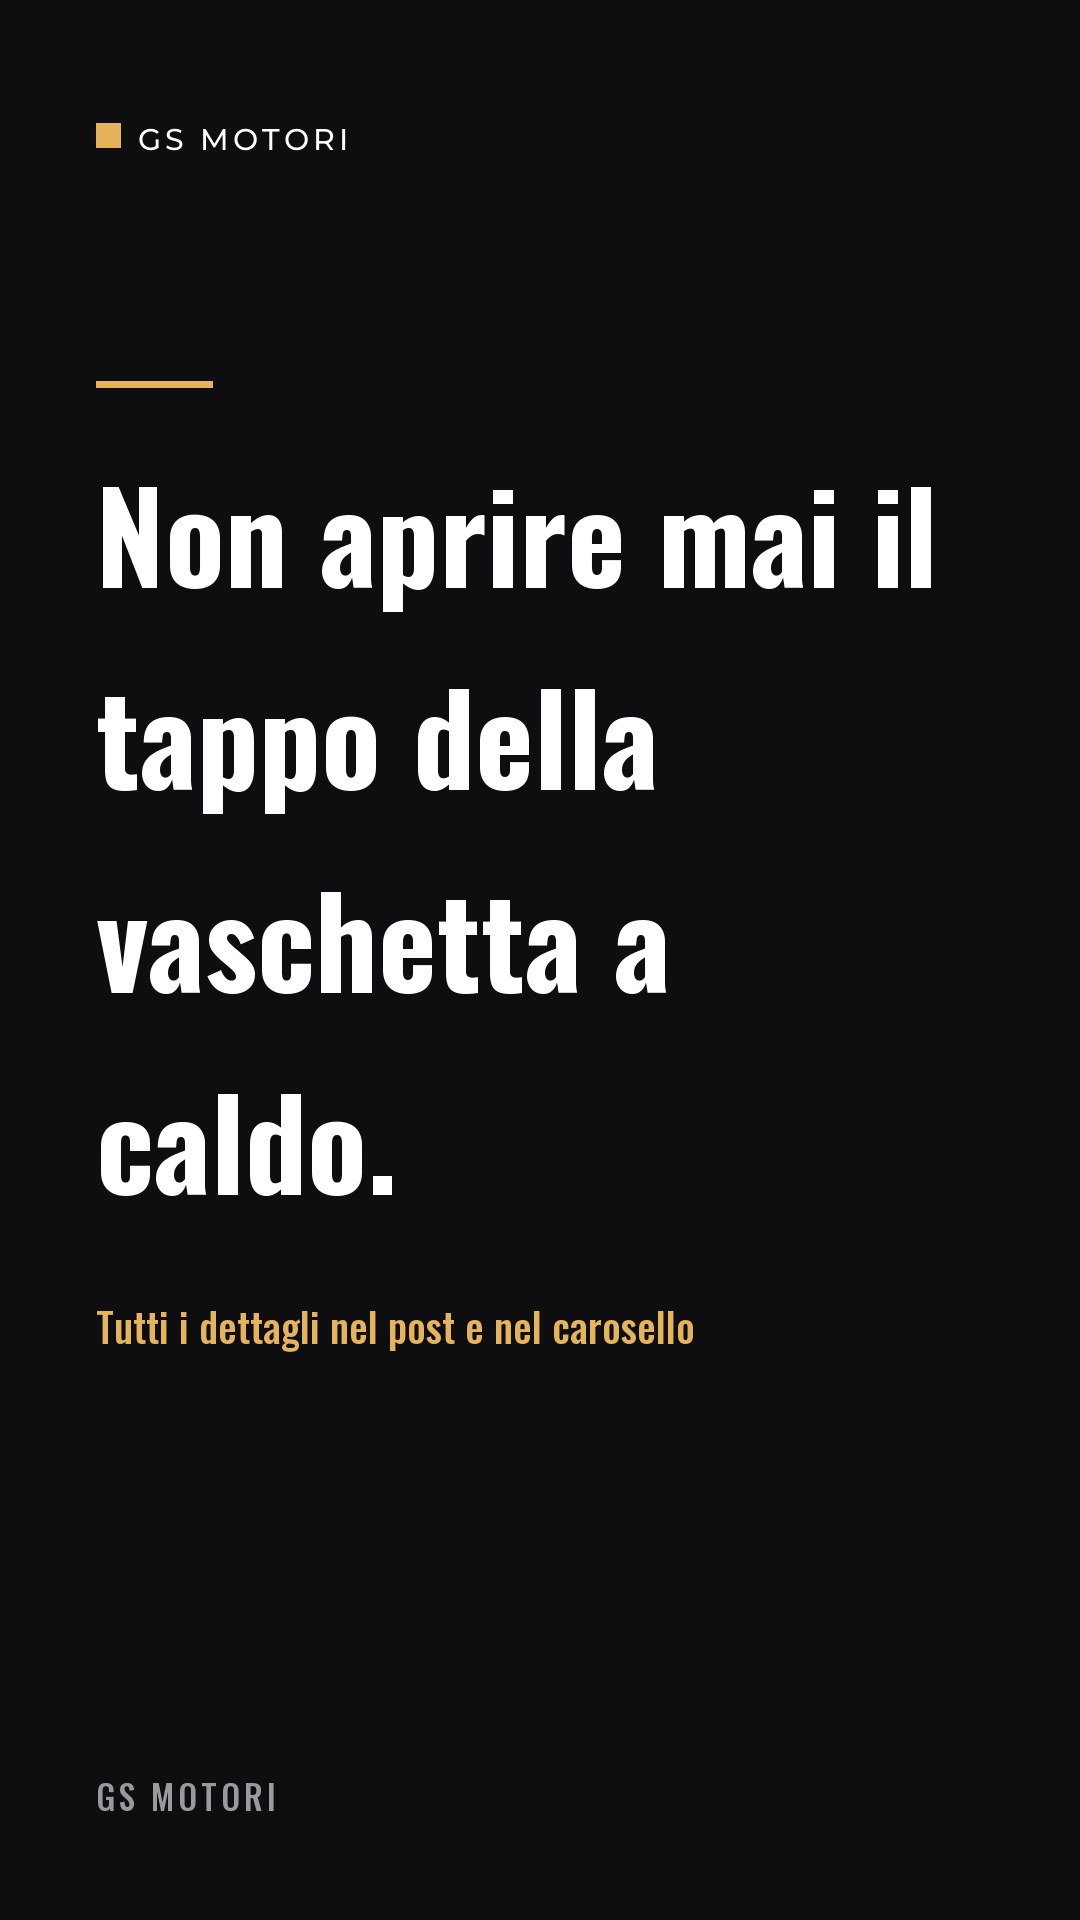 GS MOTORI
Non aprire mai il
tappo della
vaschetta a
caldo.
Tutti i dettagli nel post e nel carosello
GS MOTORI